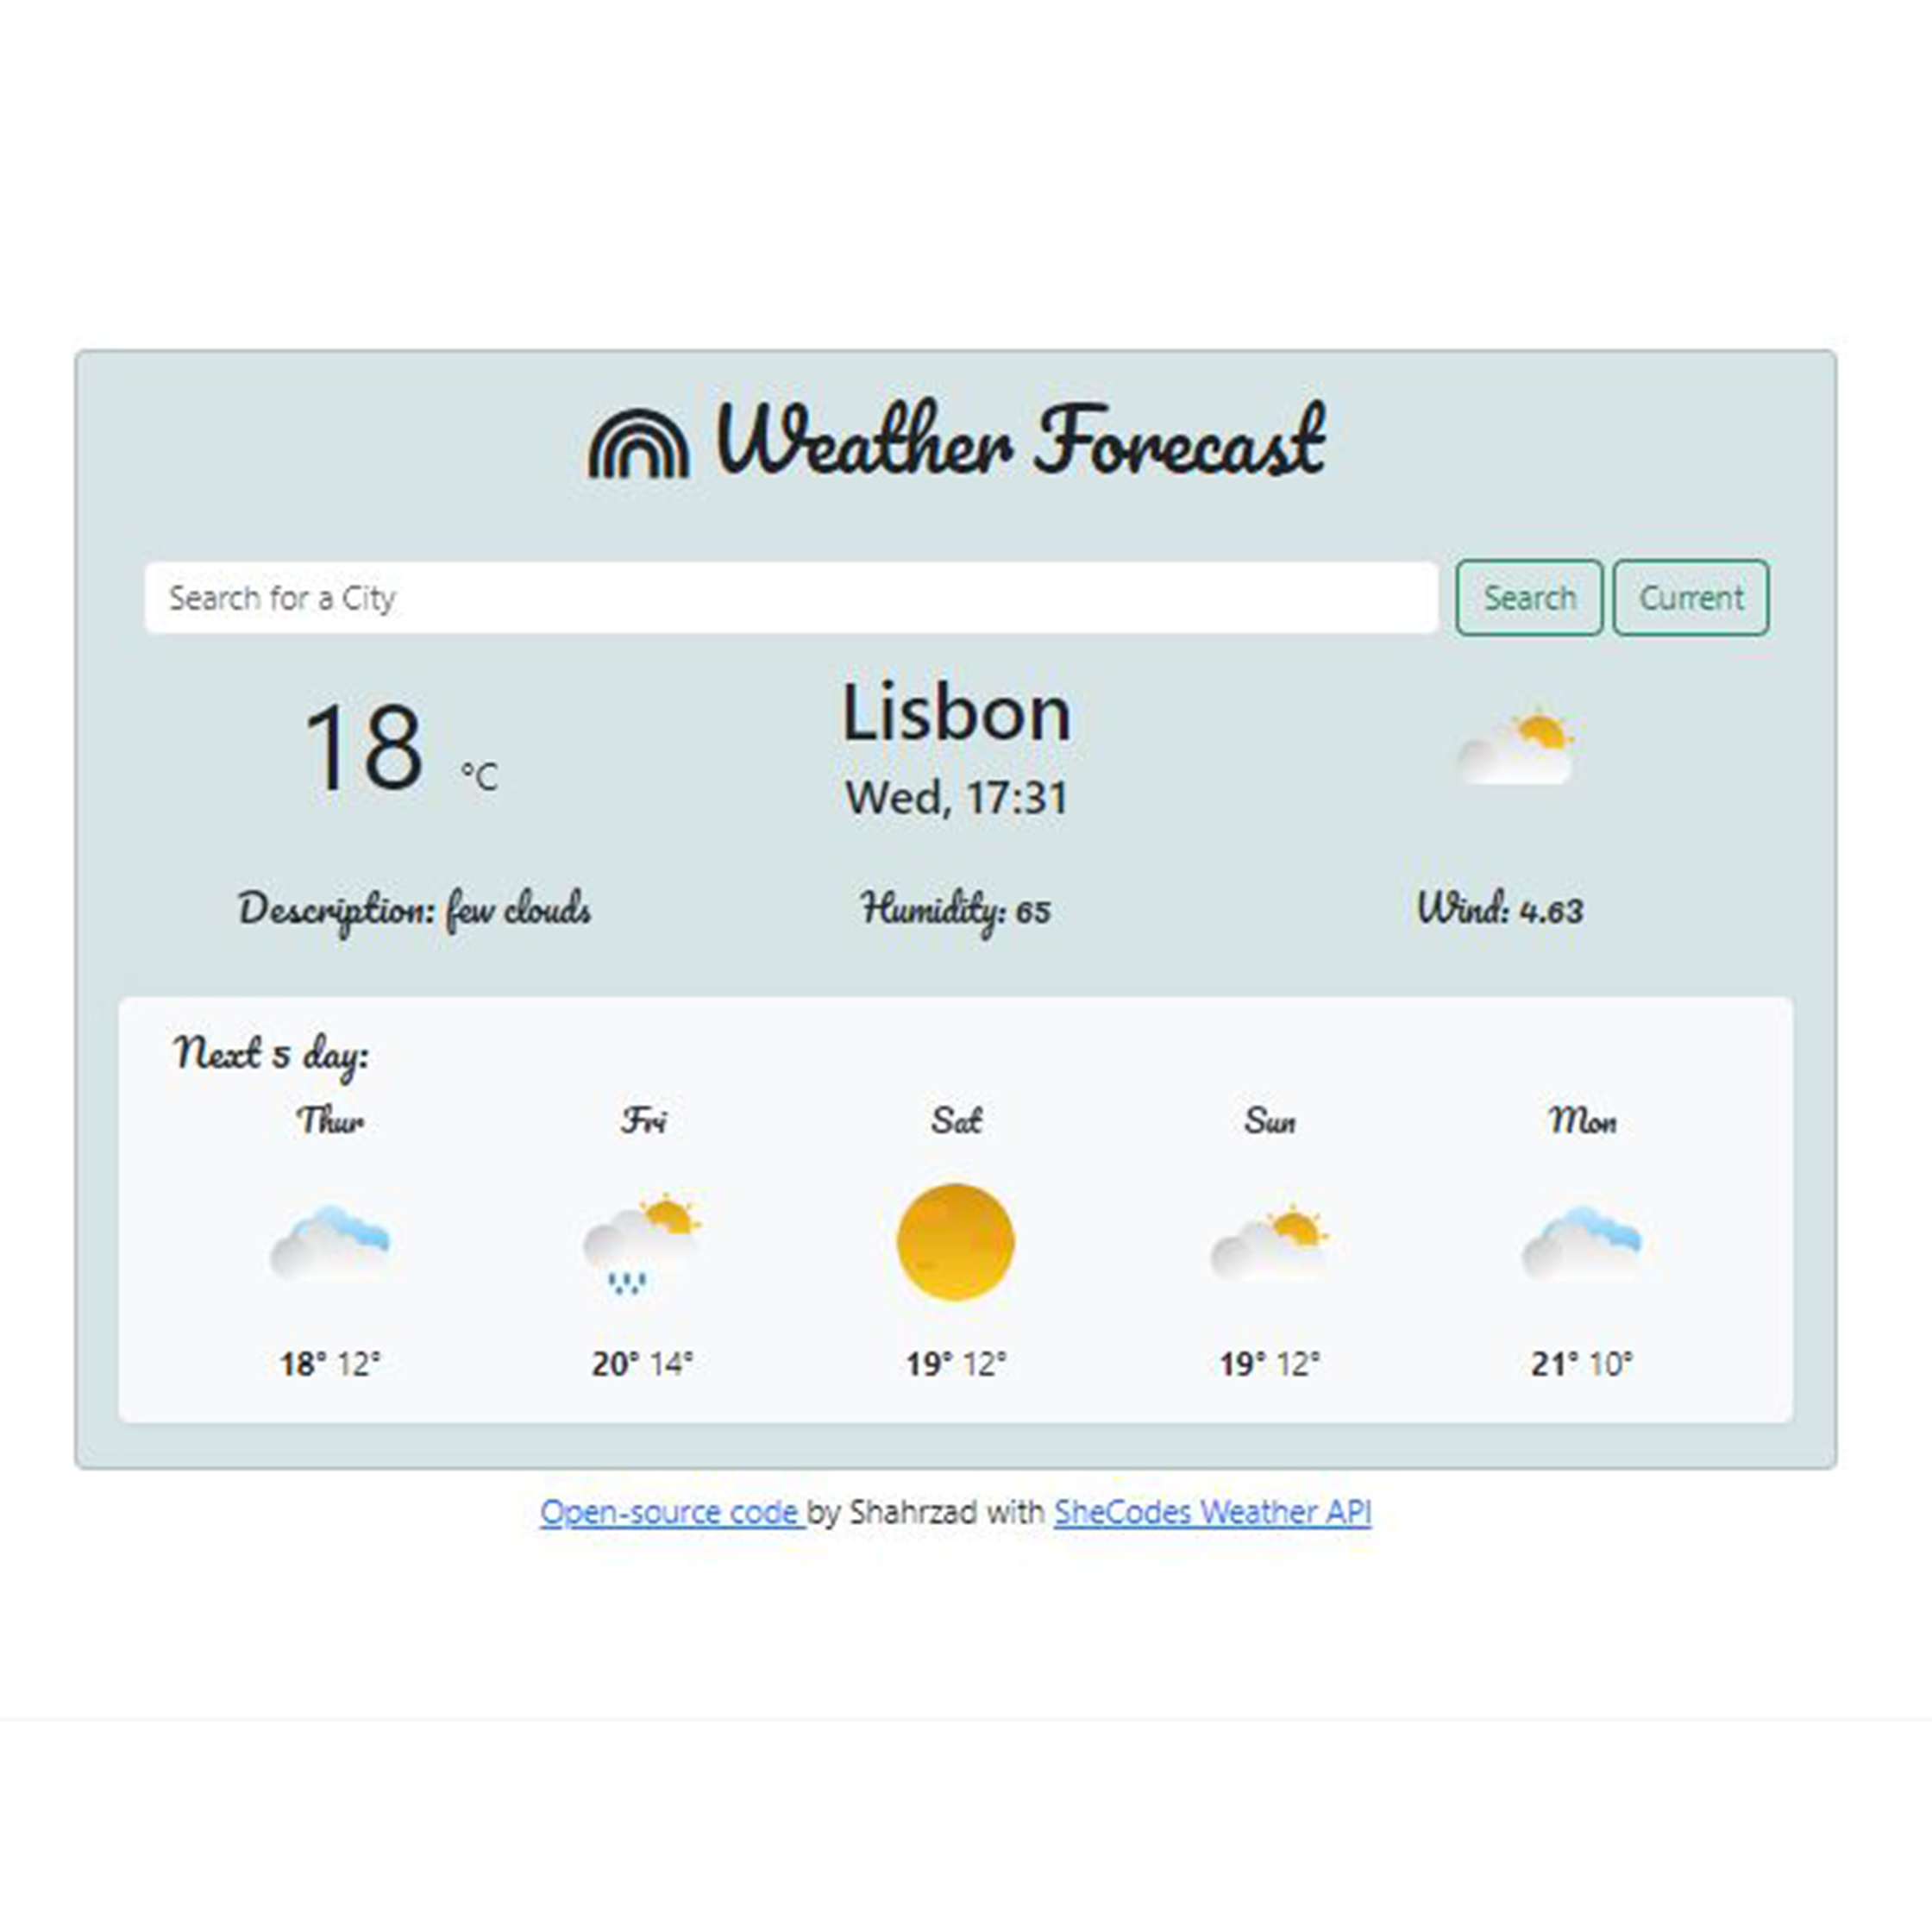 Weather Forecast
Search for a City Search Current
18 °C
Lisbon
Wed, 17:31
Description: few clouds Humidity: 65 Wind: 4.63
Next 5 day:
Thur Fri Sat Sun Mon
18° 12° 20° 14° 19° 12° 19° 12° 21° 10°
Open-source code by Shahrzad with SheCodes Weather API